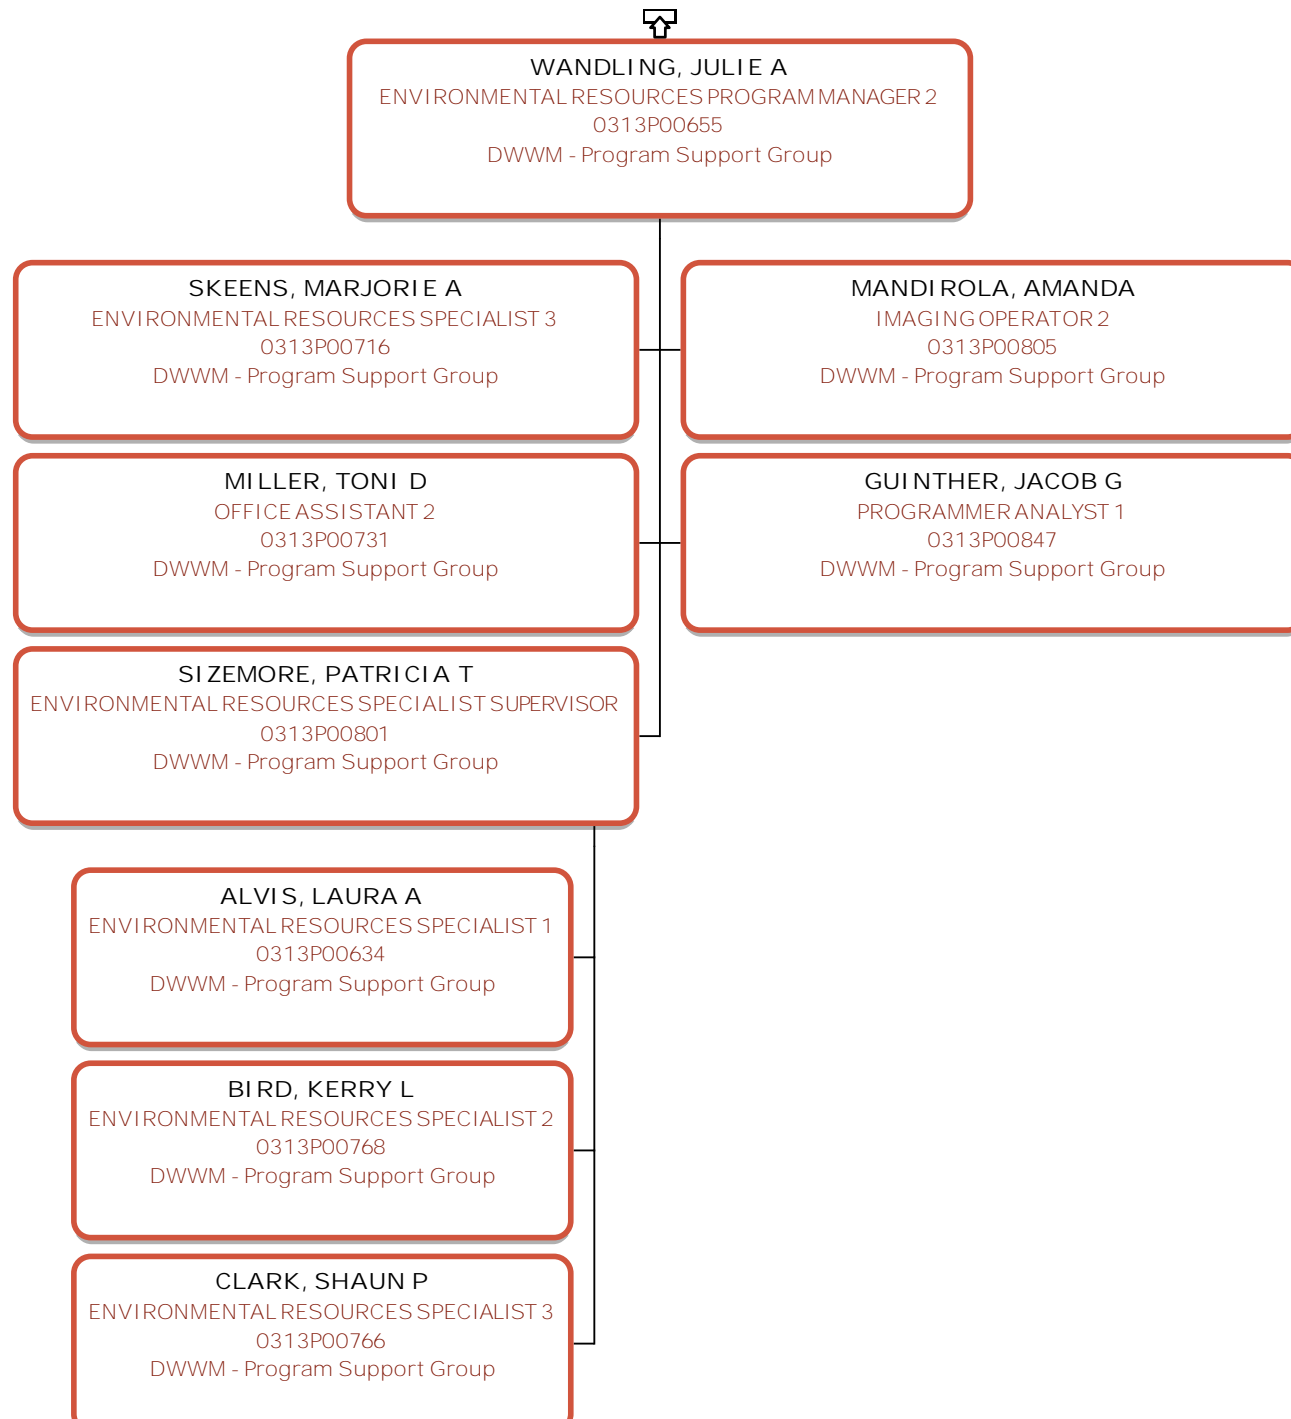 WANDLING, JULIE A
ENVIRONMENTAL RESOURCES PROGRAM MANAGER 2
0313P00655
DWWM - Program Support Group
SKEENS, MARJORIE A
ENVIRONMENTAL RESOURCES SPECIALIST 3
0313P00716
DWWM - Program Support Group
MANDIROLA, AMANDA
IMAGING OPERATOR 2
0313P00805
DWWM - Program Support Group
MILLER, TONI D
OFFICE ASSISTANT 2
0313P00731
DWWM - Program Support Group
GUINTHER, JACOB G
PROGRAMMER ANALYST 1
0313P00847
DWWM - Program Support Group
SIZEMORE, PATRICIA T
ENVIRONMENTAL RESOURCES SPECIALIST SUPERVISOR
0313P00801
DWWM - Program Support Group
ALVIS, LAURA A
ENVIRONMENTAL RESOURCES SPECIALIST 1
0313P00634
DWWM - Program Support Group
BIRD, KERRY L
ENVIRONMENTAL RESOURCES SPECIALIST 2
0313P00768
DWWM - Program Support Group
CLARK, SHAUN P
ENVIRONMENTAL RESOURCES SPECIALIST 3
0313P00766
DWWM - Program Support Group